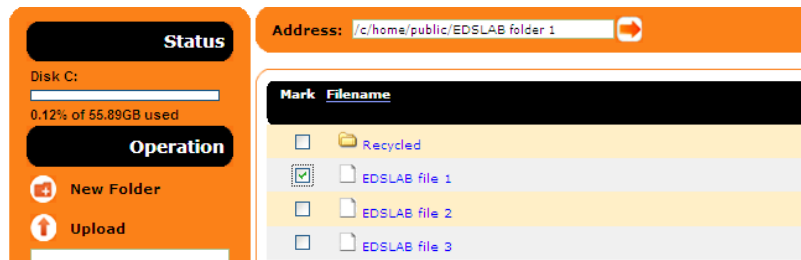 Status
Disk C:
0.12% of 55.89GB used
Operation
New Folder
Upload
Address: /c/home/public/EDSLAB folder 1
Mark Filename
Recycled
EDSLAB file 1
EDSLAB file 2
EDSLAB file 3